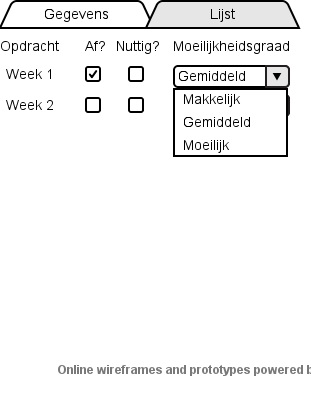 Gegevens Lijst
Opdracht Af? Nuttig? Moeilijkheidsgraad
Week 1 Gemiddeld
Week 2
Makkelijk
Gemiddeld
Moeilijk
Online wireframes and prototypes powered